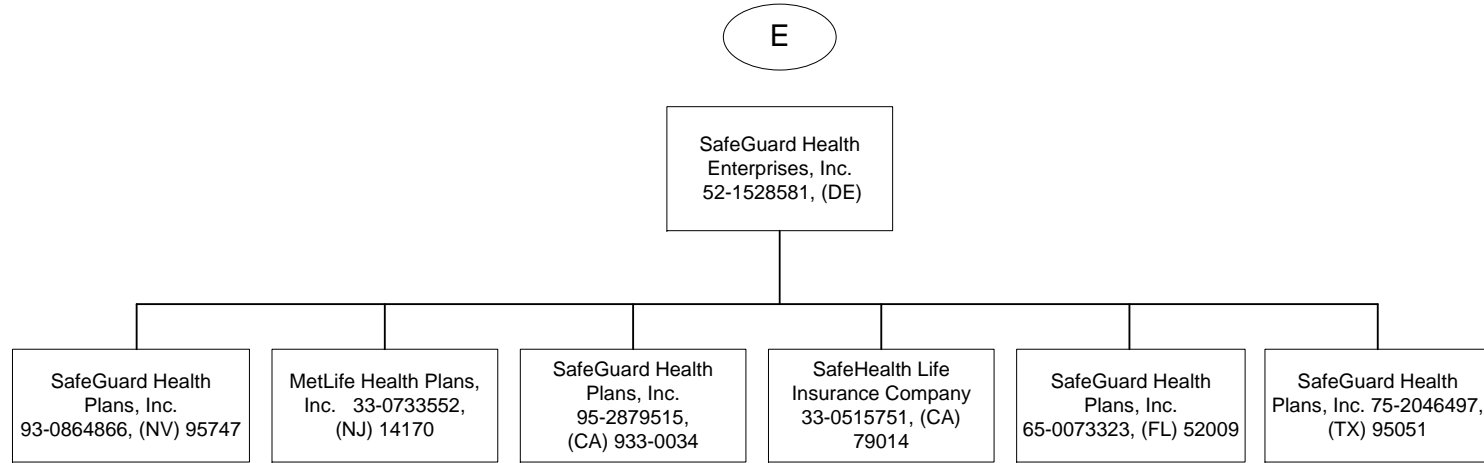 E
SafeGuard Health
Enterprises, Inc.
52-1528581, (DE)
SafeGuard Health
Plans, Inc.
93-0864866, (NV) 95747
MetLife Health Plans,
Inc. 33-0733552,
(NJ) 14170
SafeGuard Health
Plans, Inc.
95-2879515,
(CA) 933-0034
SafeHealth Life
Insurance Company
33-0515751, (CA)
79014
SafeGuard Health
Plans, Inc.
65-0073323, (FL) 52009
SafeGuard Health
Plans, Inc. 75-2046497,
(TX) 95051